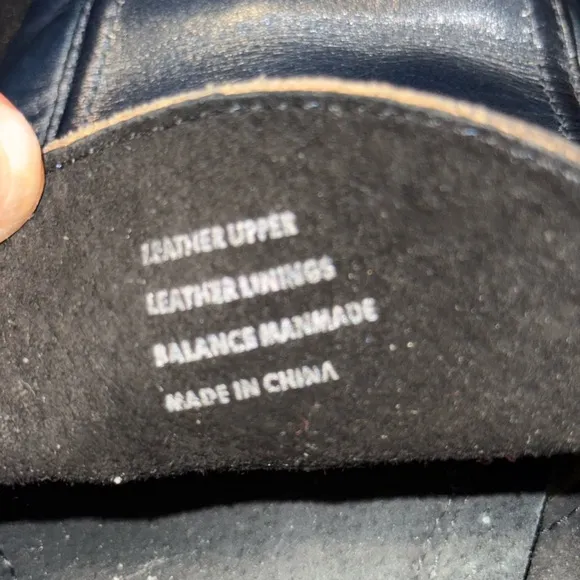 LEATHER UPPER
LEATHER LININGS
BALANCE MANMADE
MADE IN CHINA